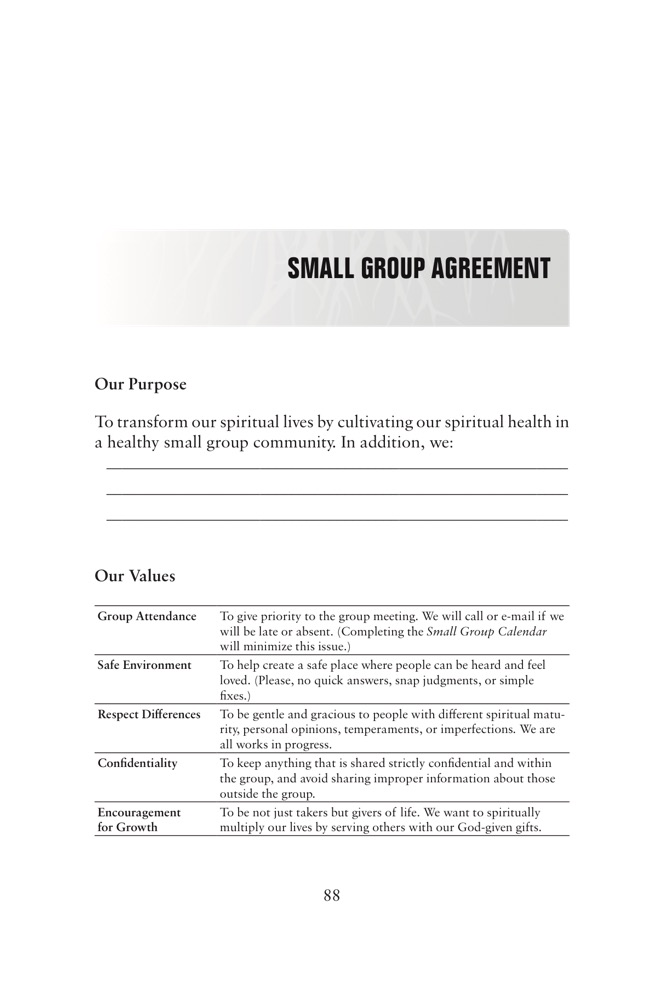 SMALL GROUP AGREEMENT
Our Purpose
To transform our spiritual lives by cultivating our spiritual health in
a healthy small group community. In addition, we:
Our Values
Group Attendance To give priority to the group meeting. We will call or e-mail if we
will be late or absent. (Completing the Small Group Calendar
will minimize this issue.)
Safe Environment To help create a safe place where people can be heard and feel
loved. (Please, no quick answers, snap judgments, or simple
fixes.)
Respect Differences To be gentle and gracious to people with different spiritual matu-
rity, personal opinions, temperaments, or imperfections. We are
all works in progress.
Confidentiality To keep anything that is shared strictly confidential and within
the group, and avoid sharing improper information about those
outside the group.
Encouragement To be not just takers but givers of life. We want to spiritually
for Growth multiply our lives by serving others with our God-given gifts.
88